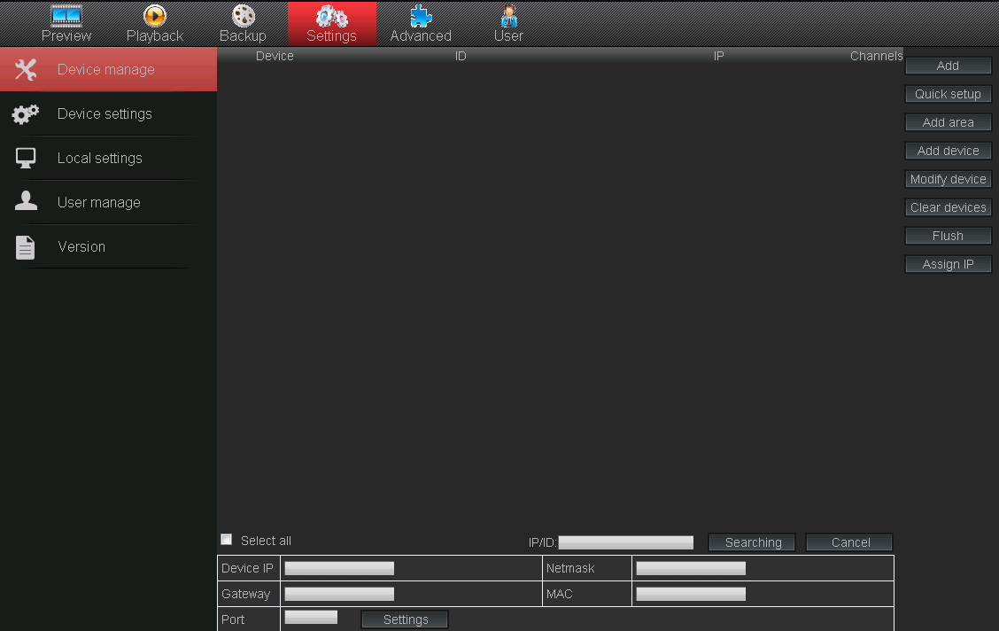 Preview Playback Backup Settings Advanced User
Device manage
Device settings
Local settings
User manage
Version
Device ID IP Channels
Add
Quick setup
Add area
Add device
Modify device
Clear devices
Flush
Assign IP
Select all IP/ID: Searching Cancel
Device IP Netmask
Gateway MAC
Port Settings